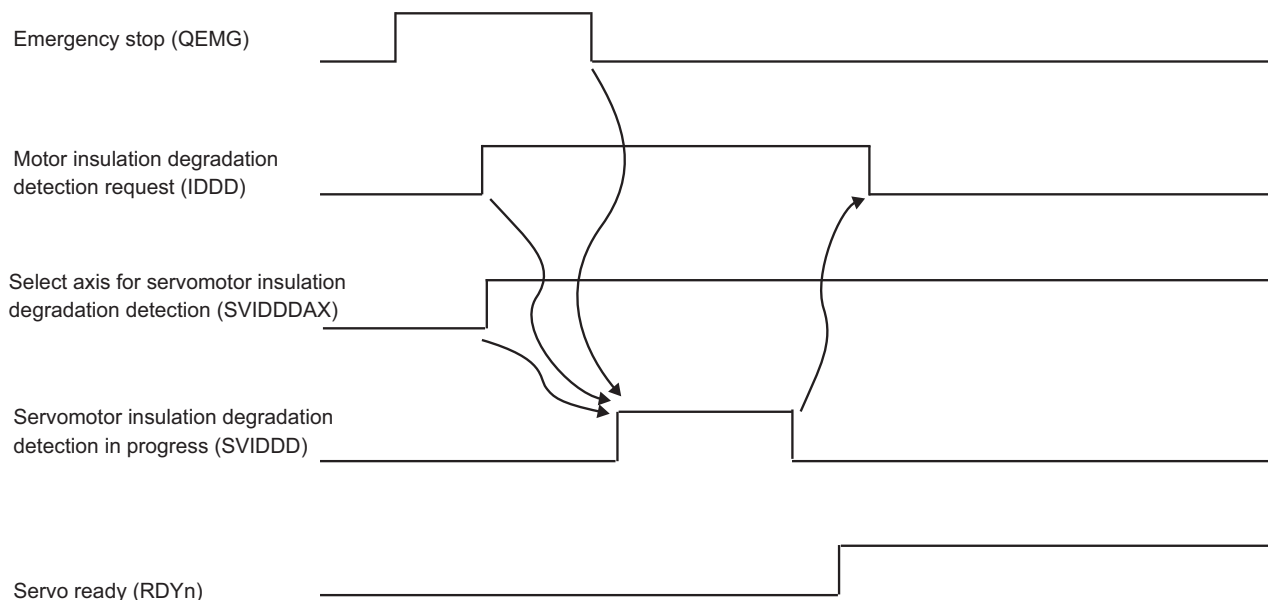 Emergency stop (QEMG)
Motor insulation degradation
detection request (IDDD)
Select axis for servomotor insulation
degradation detection (SVIDDDAX)
Servomotor insulation degradation
detection in progress (SVIDDD)
Servo ready (RDYn)